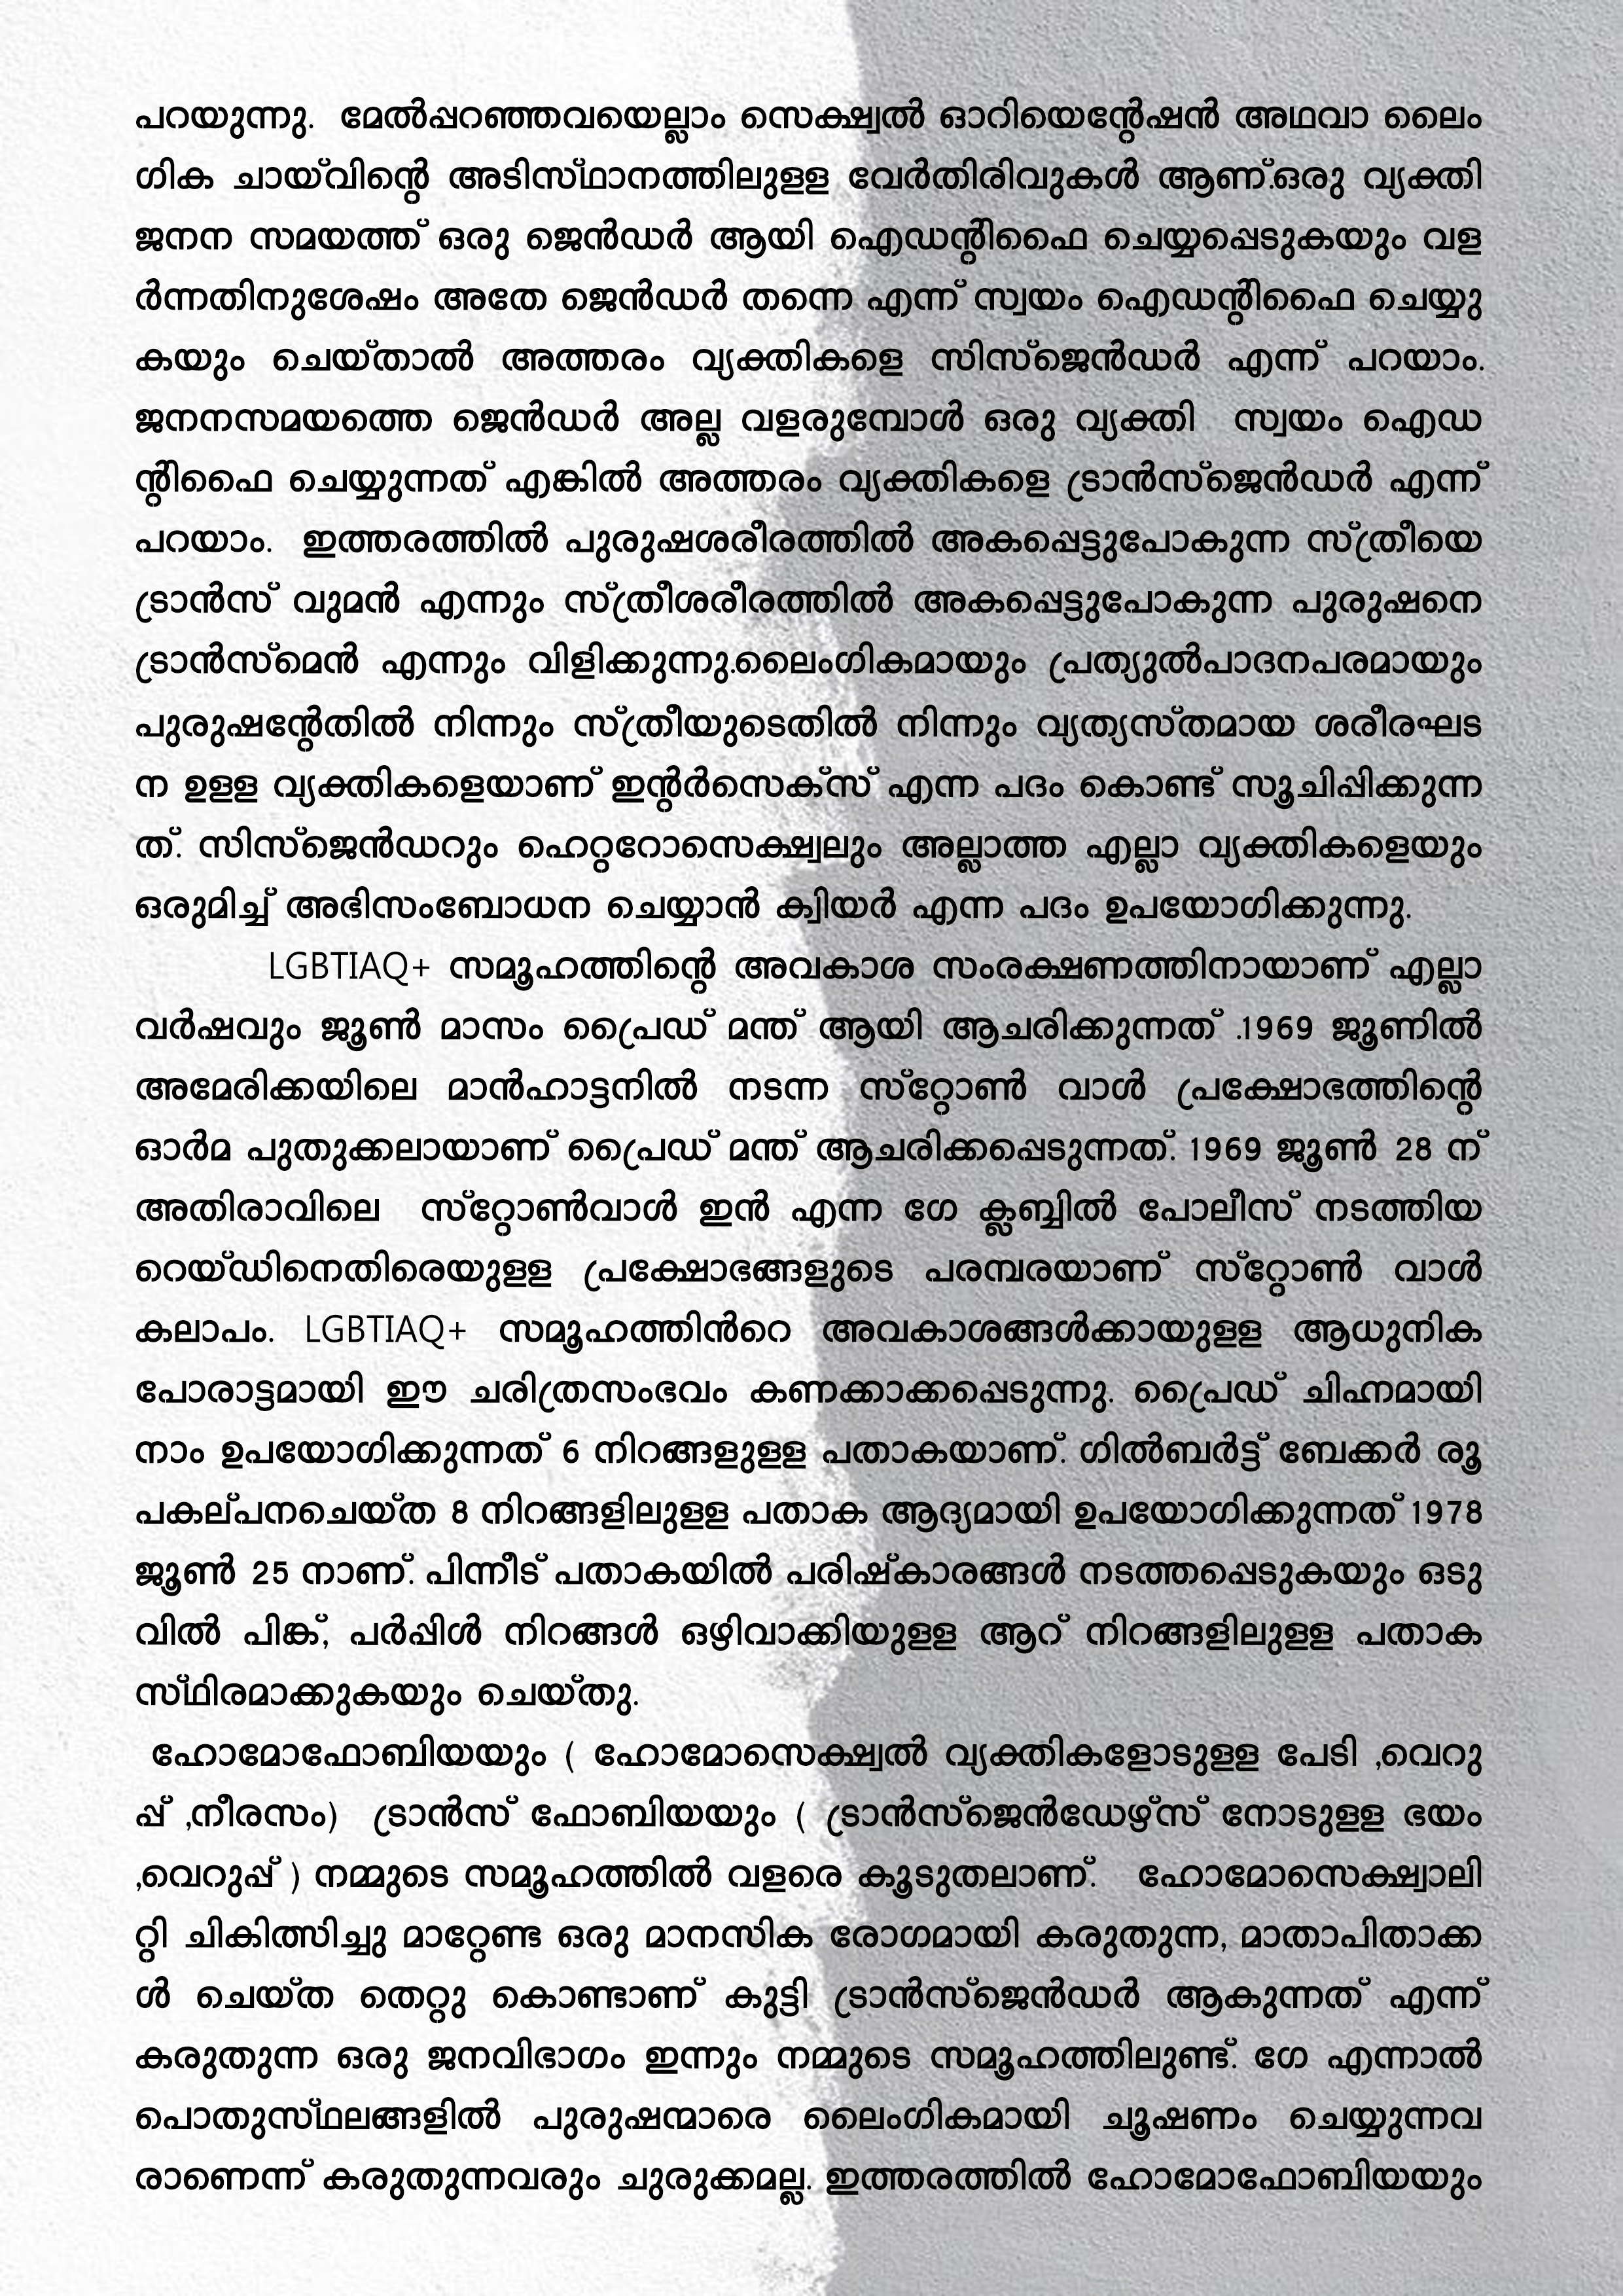 പറയുന്നു. മേൽപ്പറഞ്ഞവയെല്ലാം സെക്ഷ്വൽ ഓറിയെന്റേഷൻ അഥവാ ലൈം
ഗിക ചായ്‌വിന്റെ അടിസ്ഥാനത്തിലുള്ള വേർതിരിവുകൾ ആണ്.ഒരു വ്യക്തി
ജനന സമയത്ത് ഒരു ജെൻഡർ ആയി ഐഡന്റിഫൈ ചെയ്യപ്പെടുകയും വള
ർന്നതിനുശേഷം അതേ ജെൻഡർ തന്നെ എന്ന് സ്വയം ഐഡന്റിഫൈ ചെയ്യു
കയും ചെയ്താൽ അത്തരം വ്യക്തികളെ സിസ്ജെൻഡർ എന്ന് പറയാം.
ജനനസമയത്തെ ജെൻഡർ അല്ല വളരുമ്പോൾ ഒരു വ്യക്തി സ്വയം ഐഡ
ന്റിഫൈ ചെയ്യുന്നത് എങ്കിൽ അത്തരം വ്യക്തികളെ ട്രാൻസ്ജെൻഡർ എന്ന്
പറയാം. ഇത്തരത്തിൽ പുരുഷശരീരത്തിൽ അകപ്പെട്ടുപോകുന്ന സ്ത്രീയെ
ട്രാൻസ് വുമൻ എന്നും സ്ത്രീശരീരത്തിൽ അകപ്പെട്ടുപോകുന്ന പുരുഷനെ
ട്രാൻസ്മെൻ എന്നും വിളിക്കുന്നു.ലൈംഗികമായും പ്രത്യുൽപാദനപരമായും
പുരുഷന്റേതിൽ നിന്നും സ്ത്രീയുടെതിൽ നിന്നും വ്യത്യസ്തമായ ശരീരഘട
ന ഉള്ള വ്യക്തികളെയാണ് ഇന്റർസെക്സ് എന്ന പദം കൊണ്ട് സൂചിപ്പിക്കുന്ന
ത്. സിസ്ജെൻഡറും ഹെറ്ററോസെക്ഷ്വലും അല്ലാത്ത എല്ലാ വ്യക്തികളെയും
ഒരുമിച്ച് അഭിസംബോധന ചെയ്യാൻ ക്വിയർ എന്ന പദം ഉപയോഗിക്കുന്നു.
LGBTIAQ+ സമൂഹത്തിന്റെ അവകാശ സംരക്ഷണത്തിനായാണ് എല്ലാ
വർഷവും ജൂൺ മാസം പ്രൈഡ് മന്ത് ആയി ആചരിക്കുന്നത് .1969 ജൂണിൽ
അമേരിക്കയിലെ മാൻഹാട്ടനിൽ നടന്ന സ്റ്റോൺ വാൾ പ്രക്ഷോഭത്തിന്റെ
ഓർമ പുതുക്കലായാണ് പ്രൈഡ് മന്ത് ആചരിക്കപ്പെടുന്നത്. 1969 ജൂൺ 28 ന്
അതിരാവിലെ സ്റ്റോൺവാൾ ഇൻ എന്ന ഗേ ക്ലബ്ബിൽ പോലീസ് നടത്തിയ
റെയ്ഡിനെതിരെയുള്ള പ്രക്ഷോഭങ്ങളുടെ പരമ്പരയാണ് സ്റ്റോൺ വാൾ
കലാപം. LGBTIAQ+ സമൂഹത്തിൻറെ അവകാശങ്ങൾക്കായുള്ള ആധുനിക
പോരാട്ടമായി ഈ ചരിത്രസംഭവം കണക്കാക്കപ്പെടുന്നു. പ്രൈഡ് ചിഹ്നമായി
നാം ഉപയോഗിക്കുന്നത് 6 നിറങ്ങളുള്ള പതാകയാണ്. ഗിൽബർട്ട് ബേക്കർ രൂ
പകല്പനചെയ്ത 8 നിറങ്ങളിലുള്ള പതാക ആദ്യമായി ഉപയോഗിക്കുന്നത് 1978
ജൂൺ 25 നാണ്. പിന്നീട് പതാകയിൽ പരിഷ്കാരങ്ങൾ നടത്തപ്പെടുകയും ഒടു
വിൽ പിങ്ക്, പർപ്പിൾ നിറങ്ങൾ ഒഴിവാക്കിയുള്ള ആറ് നിറങ്ങളിലുള്ള പതാക
സ്ഥിരമാക്കുകയും ചെയ്തു.
ഹോമോഫോബിയയും ( ഹോമോസെക്ഷ്വൽ വ്യക്തികളോടുള്ള പേടി ,വെറു
പ്പ് ,നീരസം) ട്രാൻസ് ഫോബിയയും ( ട്രാൻസ്ജെൻഡേഴ്സ് നോടുള്ള ഭയം
,വെറുപ്പ് ) നമ്മുടെ സമൂഹത്തിൽ വളരെ കൂടുതലാണ്. ഹോമോസെക്ഷ്വാലി
റ്റി ചികിത്സിച്ചു മാറ്റേണ്ട ഒരു മാനസിക രോഗമായി കരുതുന്ന, മാതാപിതാക്ക
ൾ ചെയ്ത തെറ്റു കൊണ്ടാണ് കുട്ടി ട്രാൻസ്ജെൻഡർ ആകുന്നത് എന്ന്
കരുതുന്ന ഒരു ജനവിഭാഗം ഇന്നും നമ്മുടെ സമൂഹത്തിലുണ്ട്. ഗേ എന്നാൽ
പൊതുസ്ഥലങ്ങളിൽ പുരുഷന്മാരെ ലൈംഗികമായി ചൂഷണം ചെയ്യുന്നവ
രാണെന്ന് കരുതുന്നവരും ചുരുക്കമല്ല. ഇത്തരത്തിൽ ഹോമോഫോബിയയും